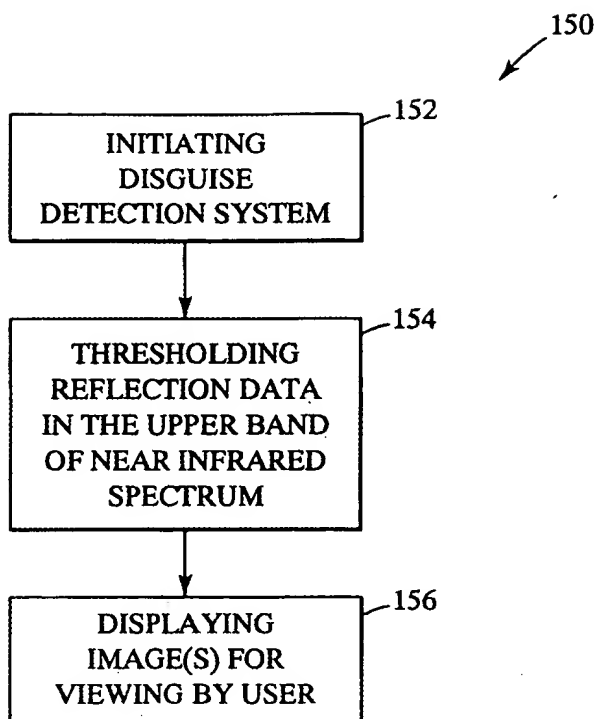 150
152
INITIATING
DISGUISE
DETECTION SYSTEM
154
THRESHOLDING
REFLECTION DATA
IN THE UPPER BAND
OF NEAR INFRARED
SPECTRUM
156
DISPLAYING
IMAGE(S) FOR
VIEWING BY USER